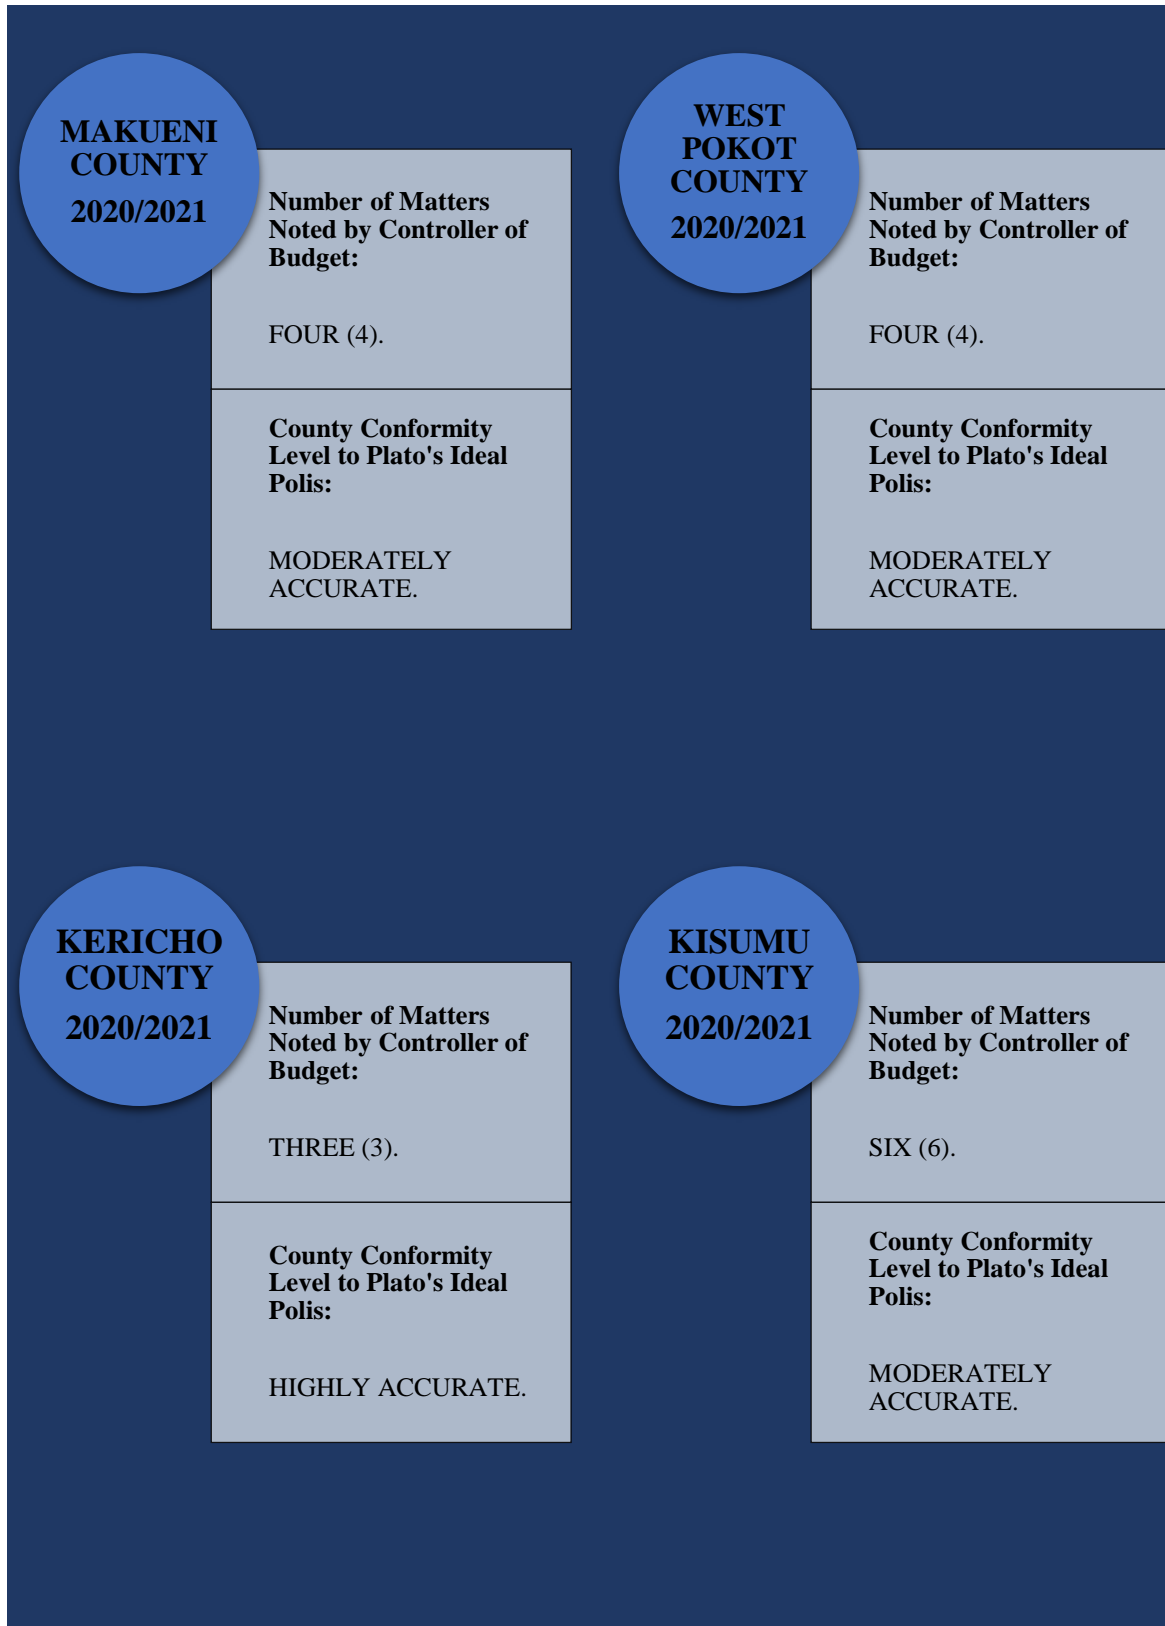 MAKUENI
COUNTY
2020/2021
Number of Matters
Noted by Controller of
Budget:
FOUR (4).
County Conformity
Level to Plato's Ideal
Polis:
MODERATELY
ACCURATE.
WEST
POKOT
COUNTY
2020/2021
Number of Matters
Noted by Controller of
Budget:
FOUR (4).
County Conformity
Level to Plato's Ideal
Polis:
MODERATELY
ACCURATE.
KERICHO
COUNTY
2020/2021
Number of Matters
Noted by Controller of
Budget:
THREE (3).
County Conformity
Level to Plato's Ideal
Polis:
HIGHLY ACCURATE.
KISUMU
COUNTY
2020/2021
Number of Matters
Noted by Controller of
Budget:
SIX (6).
County Conformity
Level to Plato's Ideal
Polis:
MODERATELY
ACCURATE.